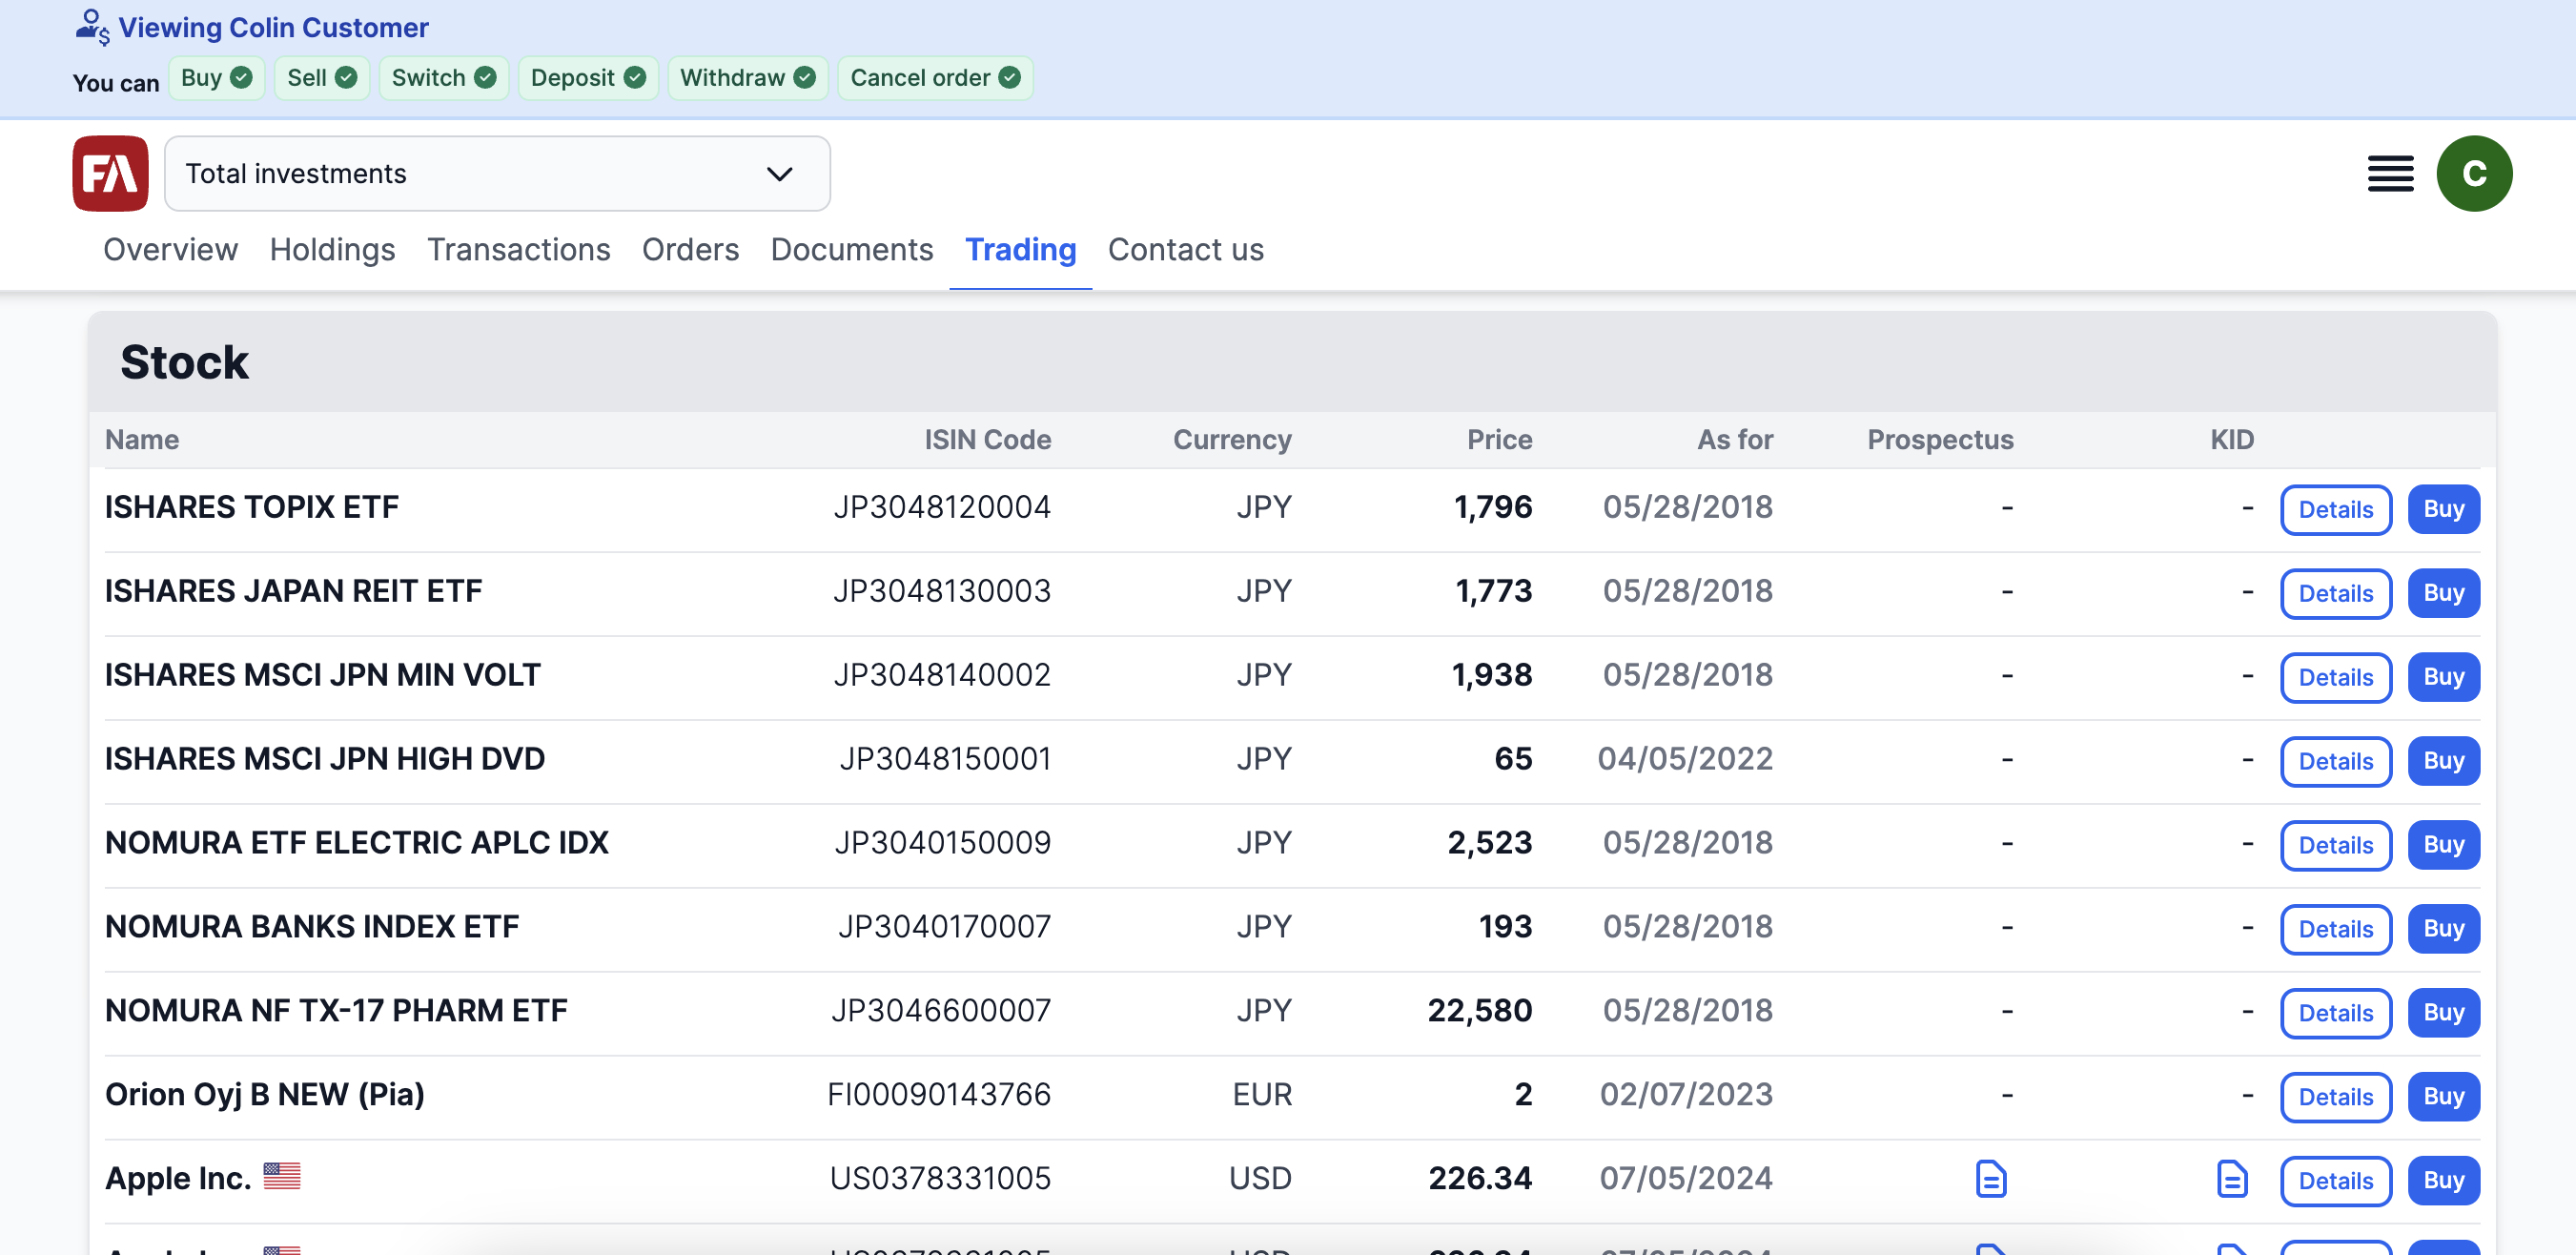 Viewing Colin Customer
You can Buy Sell Switch Deposit Withdraw Cancel order
FA Total investments C
Overview Holdings Transactions Orders Documents Trading Contact us
Stock
Name ISIN Code Currency Price As for Prospectus KID
ISHARES TOPIX ETF JP3048120004 JPY 1,796 05/28/2018 - - Details Buy
ISHARES JAPAN REIT ETF JP3048130003 JPY 1,773 05/28/2018 - - Details Buy
ISHARES MSCI JPN MIN VOLT JP3048140002 JPY 1,938 05/28/2018 - - Details Buy
ISHARES MSCI JPN HIGH DVD JP3048150001 JPY 65 04/05/2022 - - Details Buy
NOMURA ETF ELECTRIC APLC IDX JP3040150009 JPY 2,523 05/28/2018 - - Details Buy
NOMURA BANKS INDEX ETF JP3040170007 JPY 193 05/28/2018 - - Details Buy
NOMURA NF TX-17 PHARM ETF JP3046600007 JPY 22,580 05/28/2018 - - Details Buy
Orion Oyj B NEW (Pia) FI00090143766 EUR 2 02/07/2023 - - Details Buy
Apple Inc. US0378331005 USD 226.34 07/05/2024 Details Buy